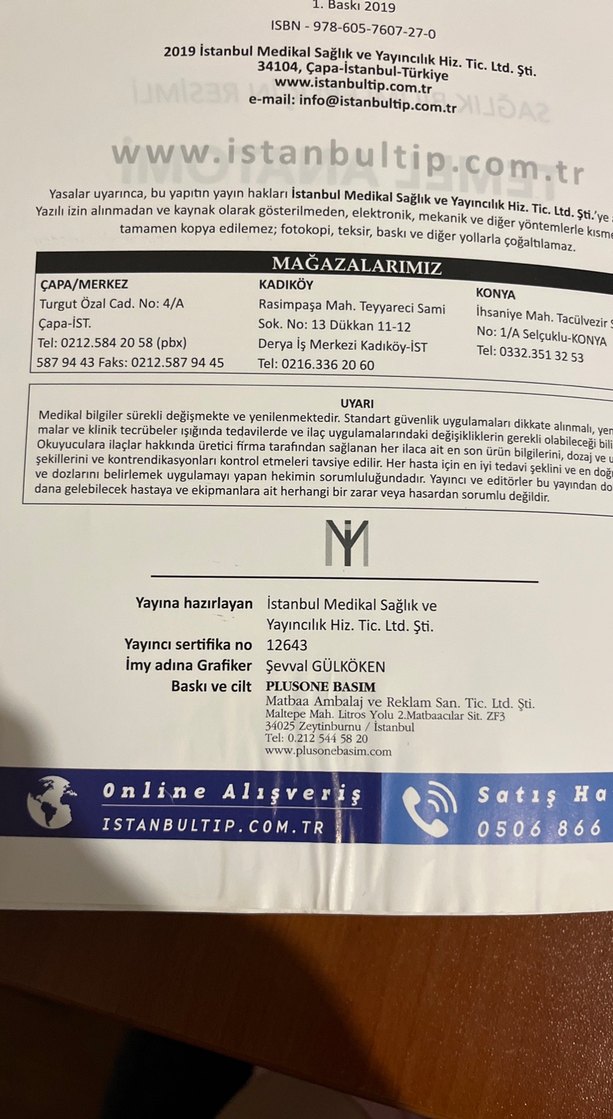 1. Baskı 2019
ISBN - 978-605-7607-27-0
2019 İstanbul Medikal Sağlık ve Yayıncılık Hiz. Tic. Ltd. Şti.
34104, Çapa-İstanbul-Türkiye
www.istanbultip.com.tr
e-mail: info@istanbultip.com.tr
www.istanbultip.com.tr
Yasalar uyarınca, bu yapıtın yayın hakları İstanbul Medikal Sağlık ve Yayıncılık Hiz. Tic. Ltd. Şti.'ye
Yazılı izin alınmadan ve kaynak olarak gösterilmeden, elektronik, mekanik ve diğer yöntemlerle kısme
tamamen kopya edilemez; fotokopi, teksir, baskı ve diğer yollarla çoğaltılamaz.
MAĞAZALARIMIZ
ÇAPA/MERKEZ
Turgut Özal Cad. No: 4/A
Çapa-İST.
Tel: 0212.584 20 58 (pbx)
587 94 43 Faks: 0212.587 94 45
KADIKÖY
Rasimpaşa Mah. Teyyareci Sami
Sok. No: 13 Dükkan 11-12
Derya İş Merkezi Kadıköy-İST
Tel: 0216.336 20 60
KONYA
İhsaniye Mah. Tacülvezir S
No: 1/A Selçuklu-KONYA
Tel: 0332.351 32 53
UYARI
Medikal bilgiler sürekli değişmekte ve yenilenmektedir. Standart güvenlik uygulamaları dikkate alınmalı, yen
malar ve klinik tecrübeler ışığında tedavilerde ve ilaç uygulamalarındaki değişikliklerin gerekli olabileceği bili
Okuyuculara ilaçlar hakkında üretici firma tarafından sağlanan her ilaca ait en son ürün bilgilerini, dozaj ve u
şekillerini ve kontrendikasyonları kontrol etmeleri tavsiye edilir. Her hasta için en iyi tedavi şeklini ve en doğ
ve dozlarını belirlemek uygulamayı yapan hekimin sorumluluğundadır. Yayıncı ve editörler bu yayından do
dana gelebilecek hastaya ve ekipmanlara ait herhangi bir zarar veya hasardan sorumlu değildir.
İMY
Yayına hazırlayan İstanbul Medikal Sağlık ve
Yayıncılık Hiz. Tic. Ltd. Şti.
Yayıncı sertifika no 12643
İmy adına Grafiker Şevval GÜLKÖKEN
Baskı ve cilt PLUSONE BASIM
Matbaa Ambalaj ve Reklam San. Tic. Ltd. Şti.
Maltepe Mah. Litros Yolu 2.Matbaacılar Sit. ZF3
34025 Zeytinburnu / İstanbul
Tel: 0.212 544 58 20
www.plusonebasim.com
Online Alışveriş
ISTANBULTIP.COM.TR
Satış Ha
0506 866